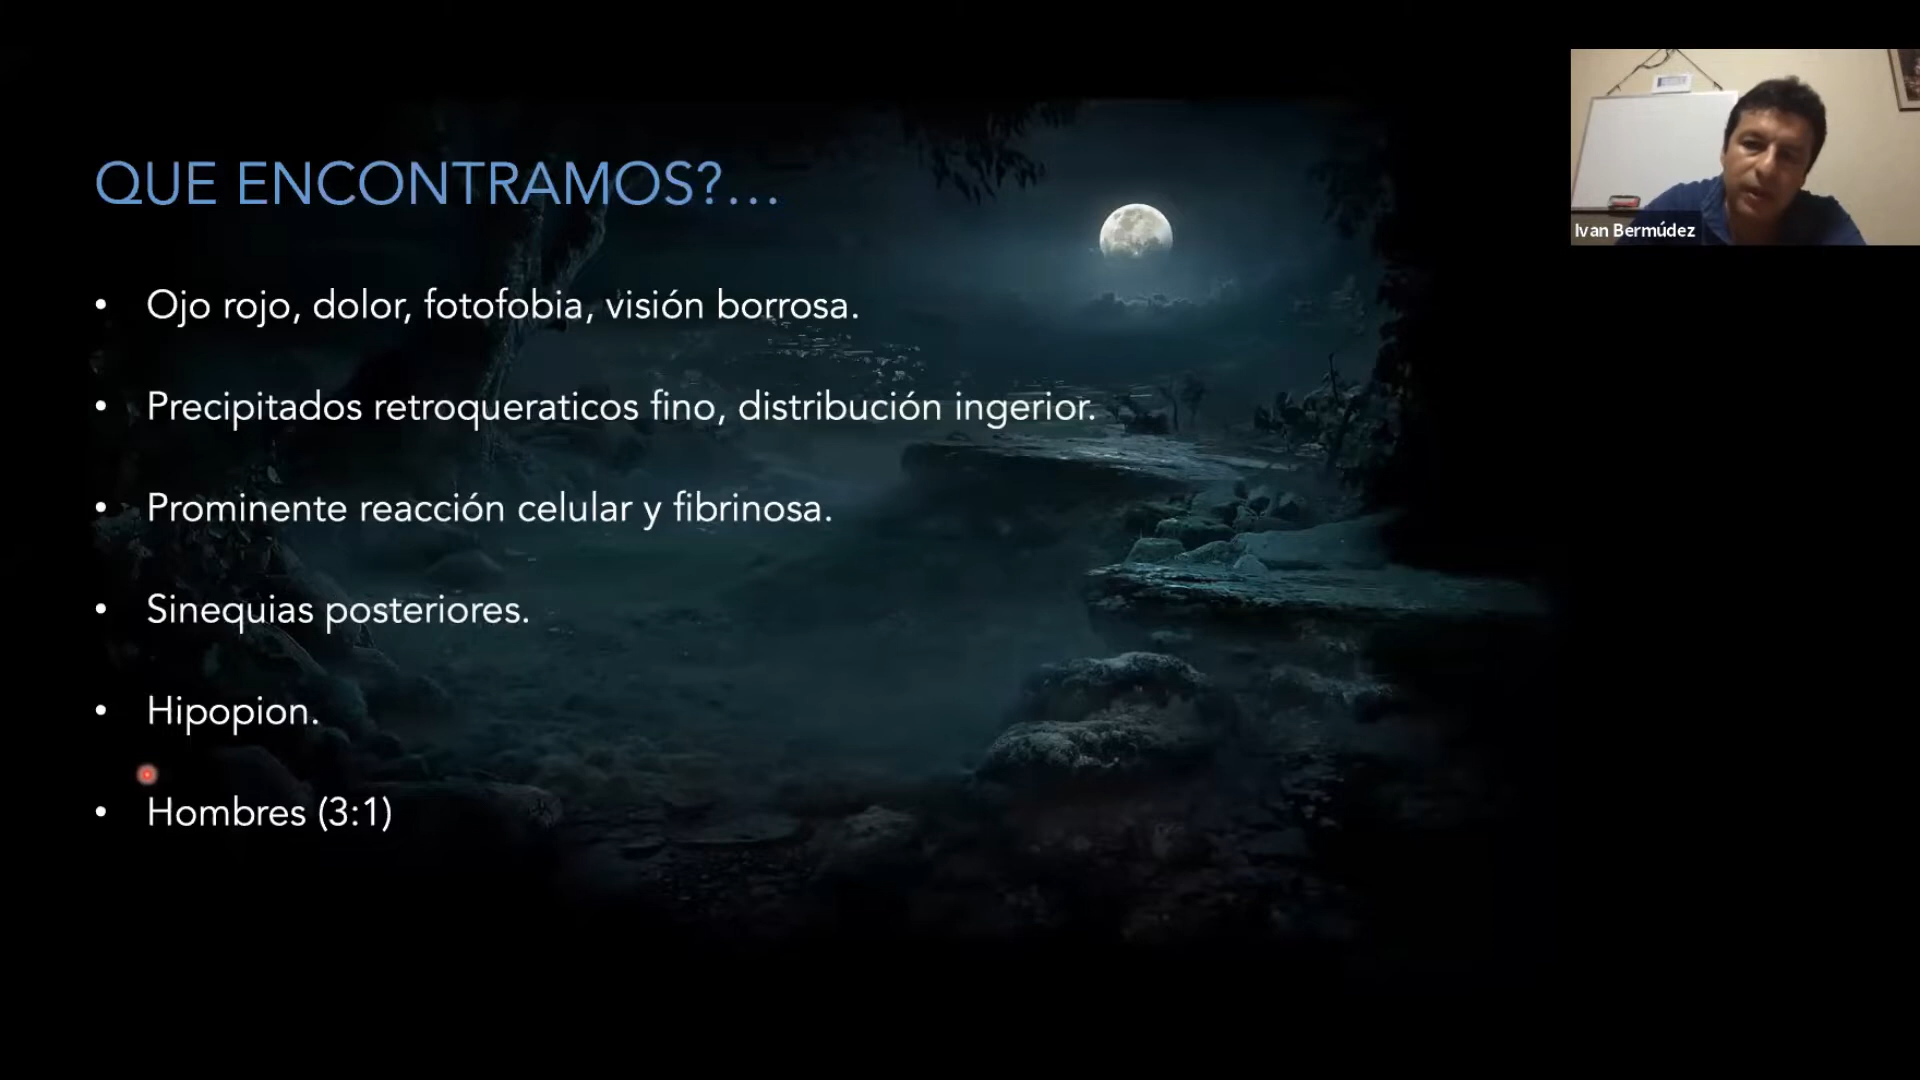 QUE ENCONTRAMOS?...
• Ojo rojo, dolor, fotofobia, visión borrosa.
• Precipitados retroqueraticos fino, distribución ingerior.
• Prominente reacción celular y fibrinosa.
• Sinequias posteriores.
• Hipopion.
• Hombres (3:1)
Ivan Bermúdez